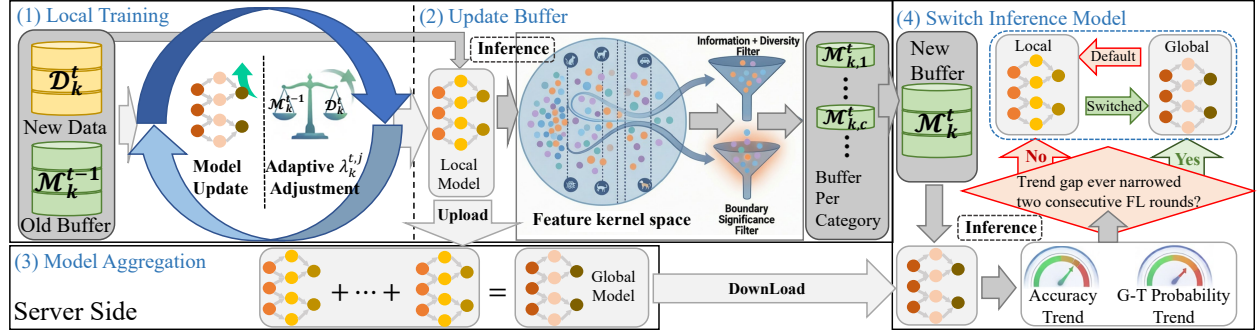 (1) Local Training
𝓓ₖᵗ
New Data
𝓜ₖᵗ⁻¹
Old Buffer
Model
Update
𝓜ₖᵗ⁻¹
𝓓ₖᵗ
Adaptive λₖᵗ,ʲ
Adjustment
(2) Update Buffer
Inference
Local
Model
Upload
Feature kernel space
Information + Diversity
Filter
Boundary
Significance
Filter
𝓜ᵗ_{k,1}
𝓜ᵗ_{k,c}
Buffer
Per
Category
(3) Model Aggregation
Server Side
+ ··· +
=
Global
Model
DownLoad
(4) Switch Inference Model
New
Buffer
𝓜ₖᵗ
Local
Global
Default
Switched
No
Yes
Trend gap ever narrowed
two consecutive FL rounds?
Inference
Accuracy
Trend
G-T Probability
Trend